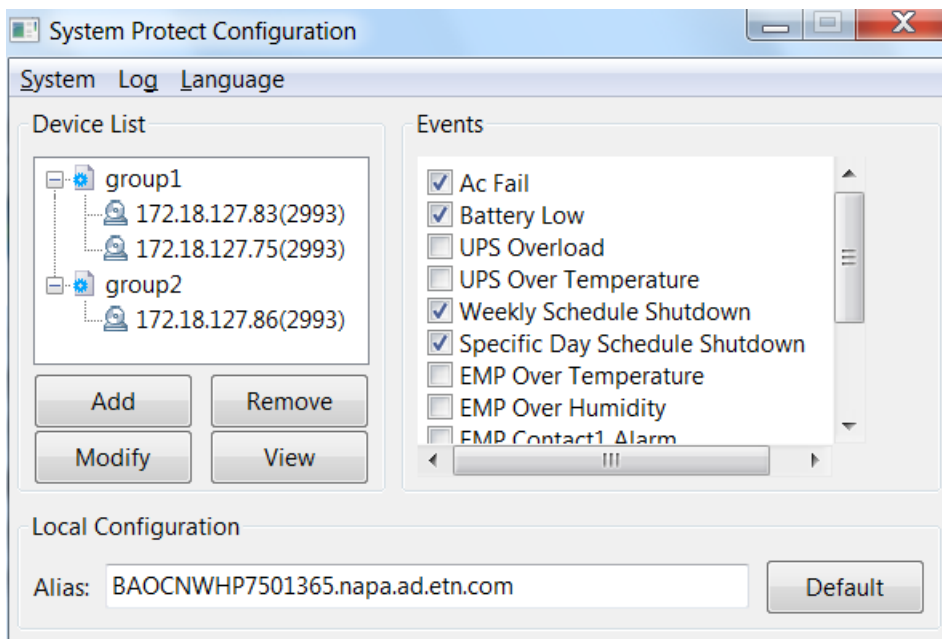 System Protect Configuration
System Log Language
Device List
group1
172.18.127.83(2993)
172.18.127.75(2993)
group2
172.18.127.86(2993)
Add Remove
Modify View
Events
Ac Fail
Battery Low
UPS Overload
UPS Over Temperature
Weekly Schedule Shutdown
Specific Day Schedule Shutdown
EMP Over Temperature
EMP Over Humidity
EMP Contact1 Alarm
Local Configuration
Alias: BAOCNWHP7501365.napa.ad.etn.com Default